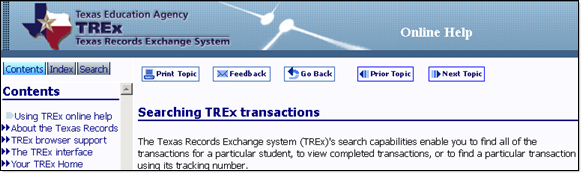 Texas Education Agency
TREx
Texas Records Exchange System
Online Help
Contents Index Search
Print Topic Feedback Go Back Prior Topic Next Topic
Contents
Using TREx online help
About the Texas Records
TREx browser support
The TREx interface
Your TREx Home
Searching TREx transactions
The Texas Records Exchange system (TREx)'s search capabilities enable you to find all of the
transactions for a particular student, to view completed transactions, or to find a particular transaction
using its tracking number.